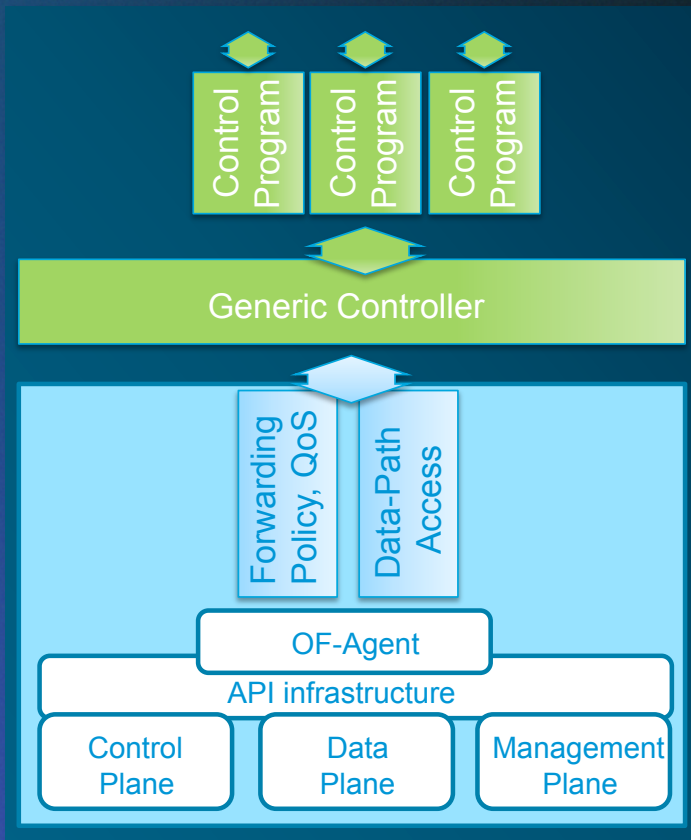 Control
Program
Control
Program
Control
Program
Generic Controller
Forwarding
Policy, QoS
Data-Path
Access
OF-Agent
API infrastructure
Control
Plane
Data
Plane
Management
Plane